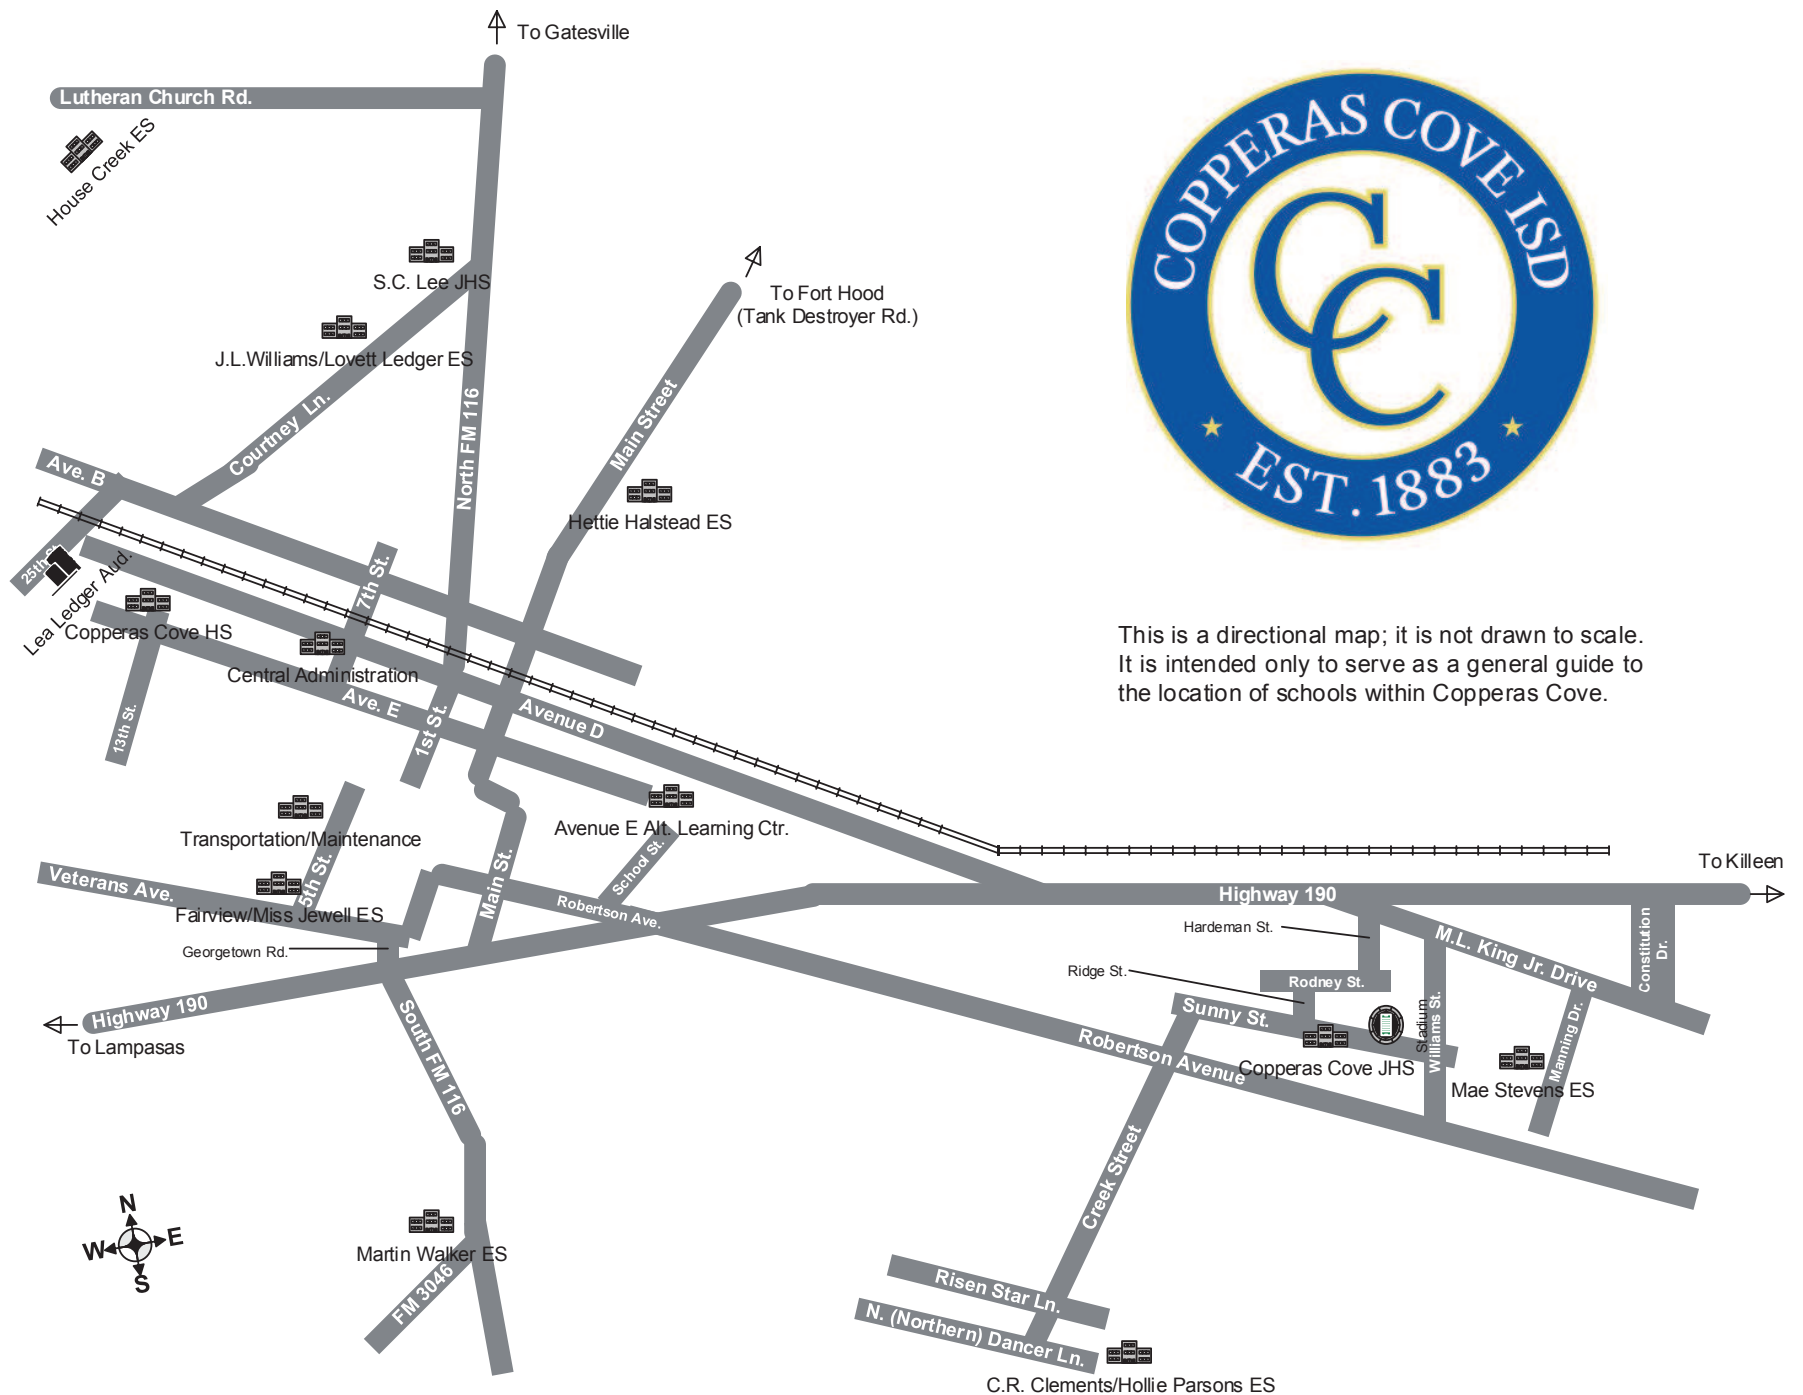 To Gatesville
Lutheran Church Rd.
House Creek ES
COPPERAS COVE ISD
CC
EST. 1883
S.C. Lee JHS
To Fort Hood
(Tank Destroyer Rd.)
J.L.Williams/Lovett Ledger ES
Courtney Ln.
North FM 116
Main Street
Ave. B
Hettie Halstead ES
25th St.
Lea Ledger Aud.
7th St.
Copperas Cove HS
Central Administration
This is a directional map; it is not drawn to scale.
It is intended only to serve as a general guide to
the location of schools within Copperas Cove.
Ave. E
Avenue D
13th St.
1st St.
Transportation/Maintenance
Avenue E Alt. Learning Ctr.
School St.
Veterans Ave.
5th St.
Main St.
Fairview/Miss Jewell ES
Robertson Ave.
Georgetown Rd.
To Killeen
Highway 190
Hardeman St.
M.L. King Jr. Drive
Constitution
Dr.
Ridge St.
Rodney St.
Highway 190
To Lampasas
South FM 116
Sunny St.
Stadium
Williams St.
Manning Dr.
Robertson Avenue
Copperas Cove JHS
Mae Stevens ES
Creek Street
N
W
E
S
Martin Walker ES
FM 3046
Risen Star Ln.
N. (Northern) Dancer Ln.
C.R. Clements/Hollie Parsons ES